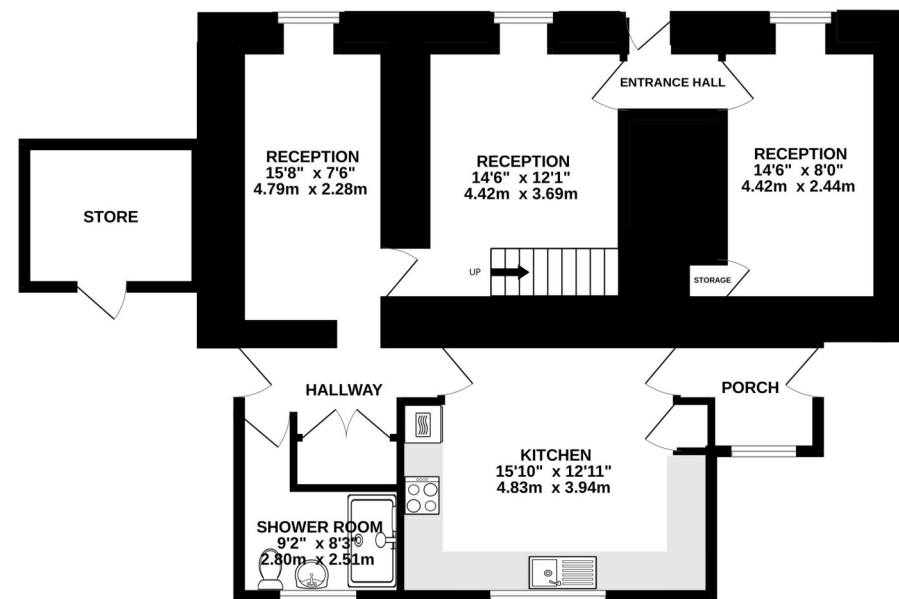 ENTRANCE HALL
RECEPTION
15'8" x 7'6"
4.79m x 2.28m
RECEPTION
14'6" x 12'1"
4.42m x 3.69m
RECEPTION
14'6" x 8'0"
4.42m x 2.44m
STORE
UP
STORAGE
HALLWAY
PORCH
KITCHEN
15'10" x 12'11"
4.83m x 3.94m
SHOWER ROOM
9'2" x 8'3"
2.80m x 2.51m